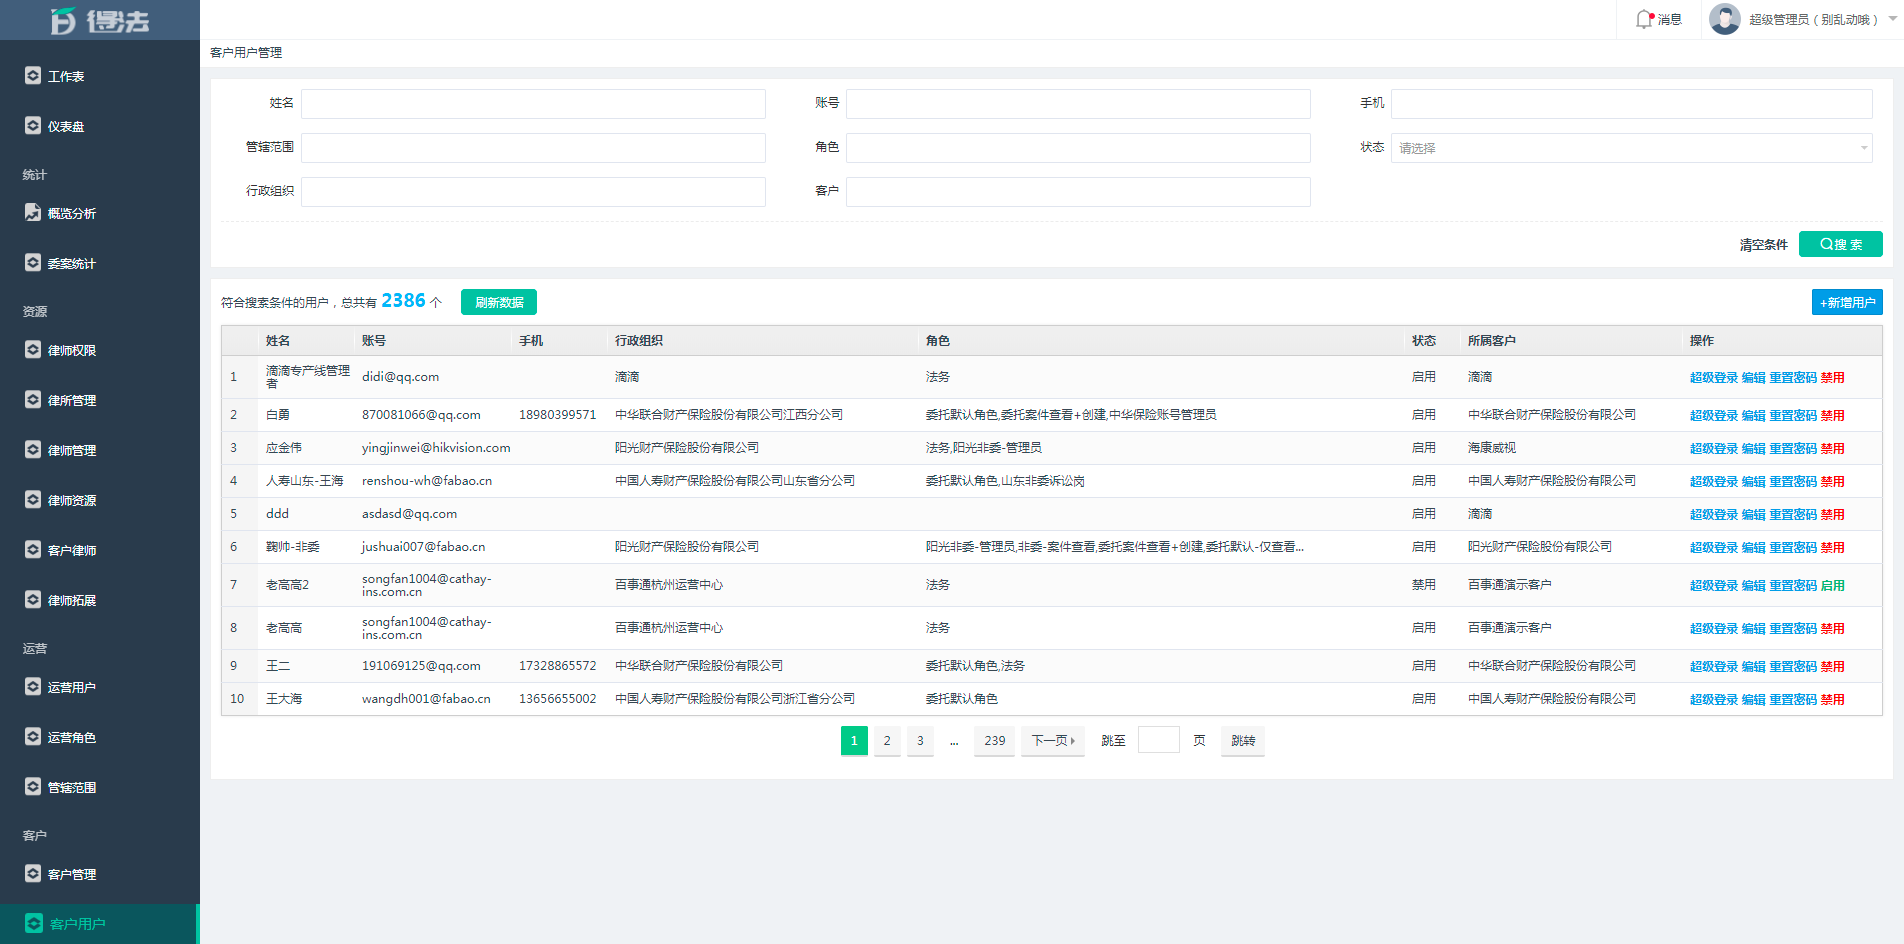 得法
消息
超级管理员（别乱动哦）
工作表
仪表盘
统计
概览分析
委案统计
资源
律师权限
律所管理
律师管理
律师资源
客户律师
律师拓展
运营
运营用户
运营角色
管辖范围
客户
客户管理
客户用户
客户用户管理
姓名 账号 手机
管辖范围 角色 状态 请选择
行政组织 客户
清空条件 搜 索
符合搜索条件的用户，总共有 2386 个 刷新数据 +新增用户
姓名 账号 手机 行政组织 角色 状态 所属客户 操作
1 滴滴专产线管理者 didi@qq.com 滴滴 法务 启用 滴滴 超级登录 编辑 重置密码 禁用
2 白勇 870081066@qq.com 18980399571 中华联合财产保险股份有限公司江西分公司 委托默认角色,委托案件查看+创建,中华保险账号管理员 启用 中华联合财产保险股份有限公司 超级登录 编辑 重置密码 禁用
3 应金伟 yingjinwei@hikvision.com 阳光财产保险股份有限公司 法务,阳光非委-管理员 启用 海康威视 超级登录 编辑 重置密码 禁用
4 人寿山东-王海 renshou-wh@fabao.cn 中国人寿财产保险股份有限公司山东省分公司 委托默认角色,山东非委诉讼岗 启用 中国人寿财产保险股份有限公司 超级登录 编辑 重置密码 禁用
5 ddd asdasd@qq.com 启用 滴滴 超级登录 编辑 重置密码 禁用
6 鞠帅-非委 jushuai007@fabao.cn 阳光财产保险股份有限公司 阳光非委-管理员,非委-案件查看,委托案件查看+创建,委托默认-仅查看... 启用 阳光财产保险股份有限公司 超级登录 编辑 重置密码 禁用
7 老高高2 songfan1004@cathay-ins.com.cn 百事通杭州运营中心 法务 禁用 百事通演示客户 超级登录 编辑 重置密码 启用
8 老高高 songfan1004@cathay-ins.com.cn 百事通杭州运营中心 法务 启用 百事通演示客户 超级登录 编辑 重置密码 禁用
9 王二 191069125@qq.com 17328865572 中华联合财产保险股份有限公司 委托默认角色,法务 启用 中华联合财产保险股份有限公司 超级登录 编辑 重置密码 禁用
10 王大海 wangdh001@fabao.cn 13656655002 中国人寿财产保险股份有限公司浙江省分公司 委托默认角色 启用 中国人寿财产保险股份有限公司 超级登录 编辑 重置密码 禁用
1 2 3 ... 239 下一页 跳至 页 跳转